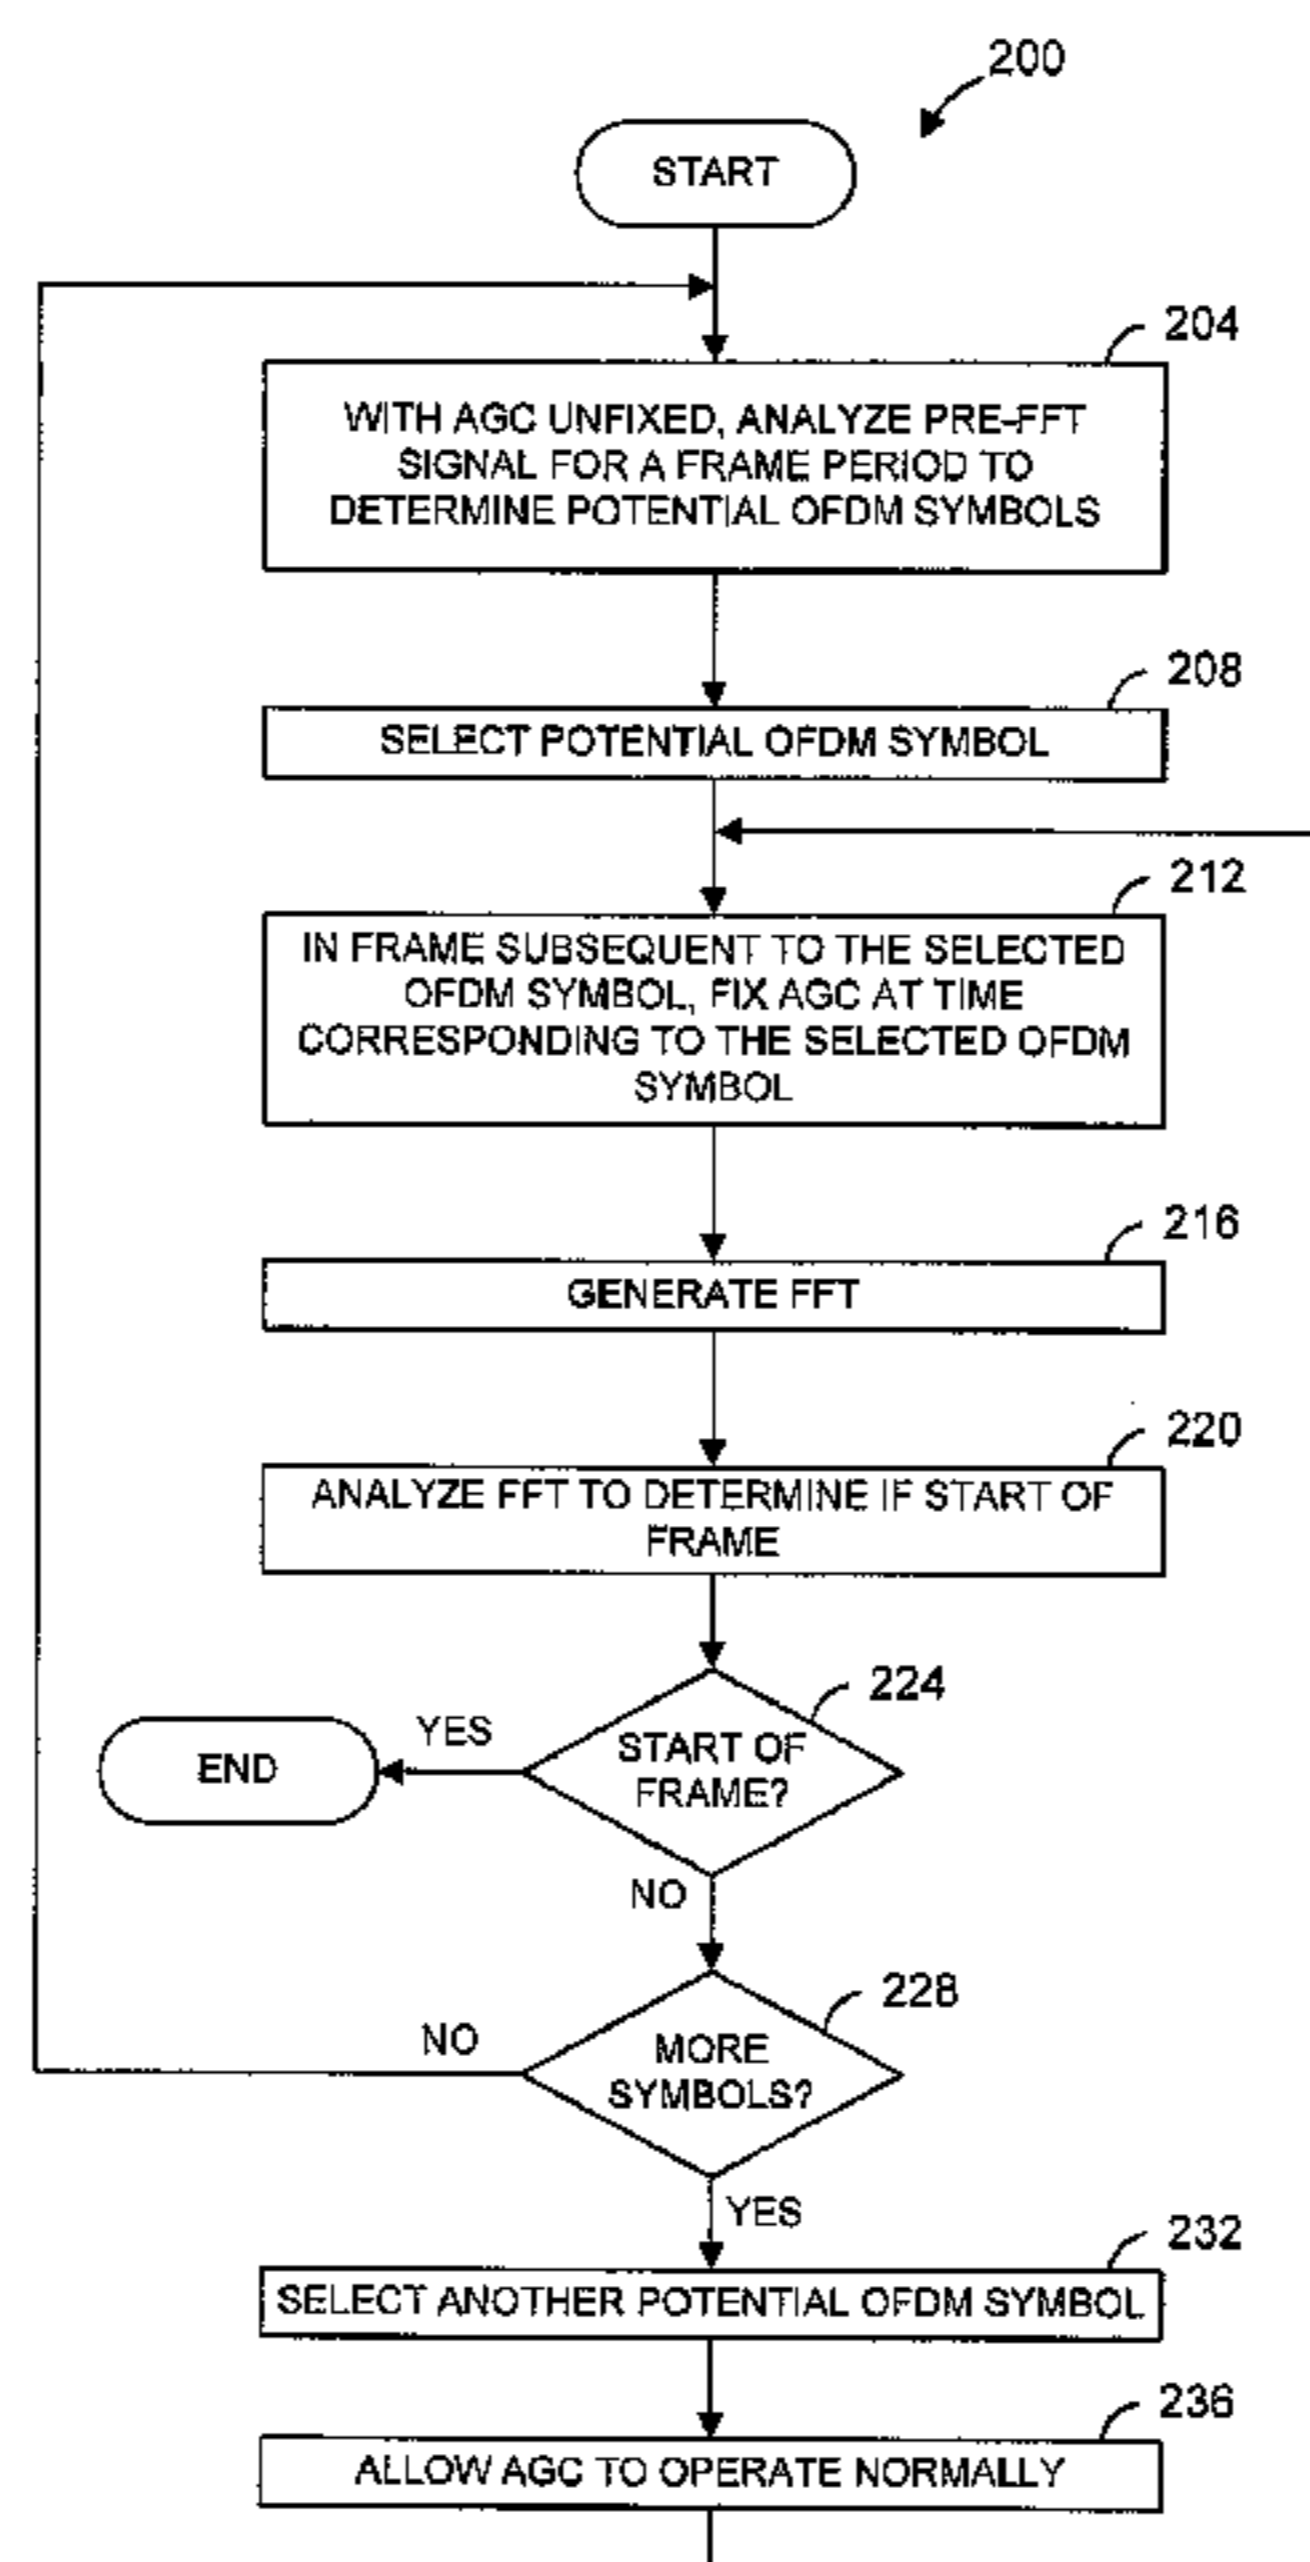 200
START
204
WITH AGC UNFIXED, ANALYZE PRE-FFT
SIGNAL FOR A FRAME PERIOD TO
DETERMINE POTENTIAL OFDM SYMBOLS
208
SELECT POTENTIAL OFDM SYMBOL
212
IN FRAME SUBSEQUENT TO THE SELECTED
OFDM SYMBOL, FIX AGC AT TIME
CORRESPONDING TO THE SELECTED OFDM
SYMBOL
216
GENERATE FFT
220
ANALYZE FFT TO DETERMINE IF START OF
FRAME
224
START OF
FRAME?
YES
END
NO
228
MORE
SYMBOLS?
NO
YES
232
SELECT ANOTHER POTENTIAL OFDM SYMBOL
236
ALLOW AGC TO OPERATE NORMALLY